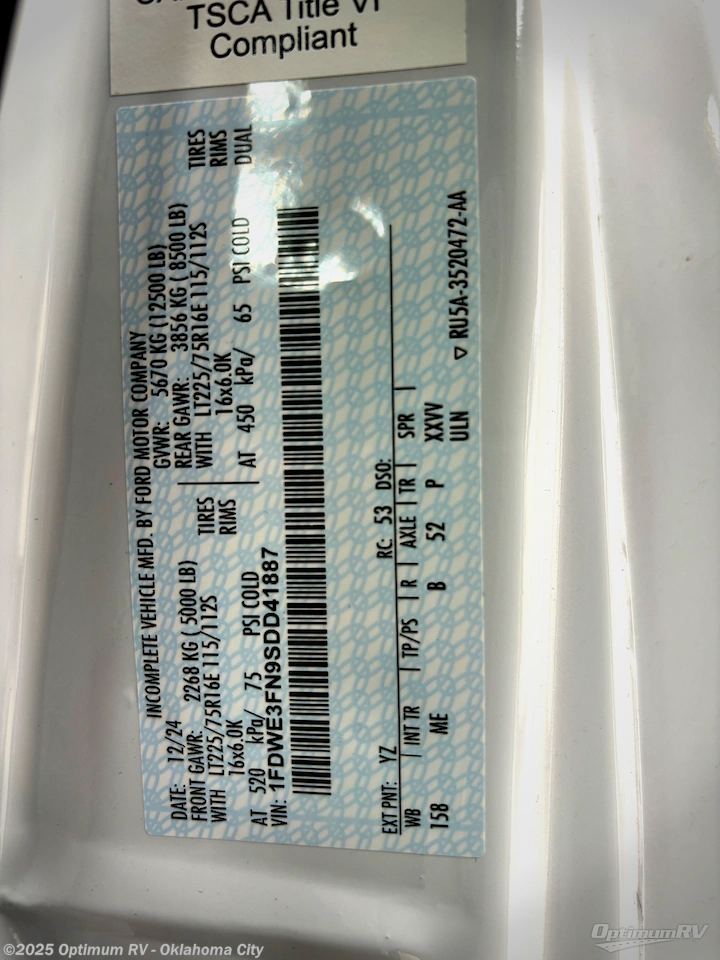 TSCA Title VI
Compliant
INCOMPLETE VEHICLE MFD. BY FORD MOTOR COMPANY
DATE: 12/24 GVWR: 5670 KG (12500 LB)
FRONT GAWR: 2268 KG ( 5000 LB) REAR GAWR: 3856 KG ( 8500 LB)
WITH LT225/75R16E 115/112S TIRES WITH LT225/75R16E 115/112S TIRES
16x6.0K RIMS 16x6.0K RIMS
AT 520 kPa/ 75 PSI COLD AT 450 kPa/ 65 PSI COLD DUAL
VIN: 1FDWE3FN9SDD41887
EXT PNT: YZ RC: 53 DSO:
WB INT TR TP/PS R AXLE TR SPR
158 ME B 52 P XXVV
ULN
▽ RU5A-3520472-AA
©2025 Optimum RV - Oklahoma City
OptimumRV